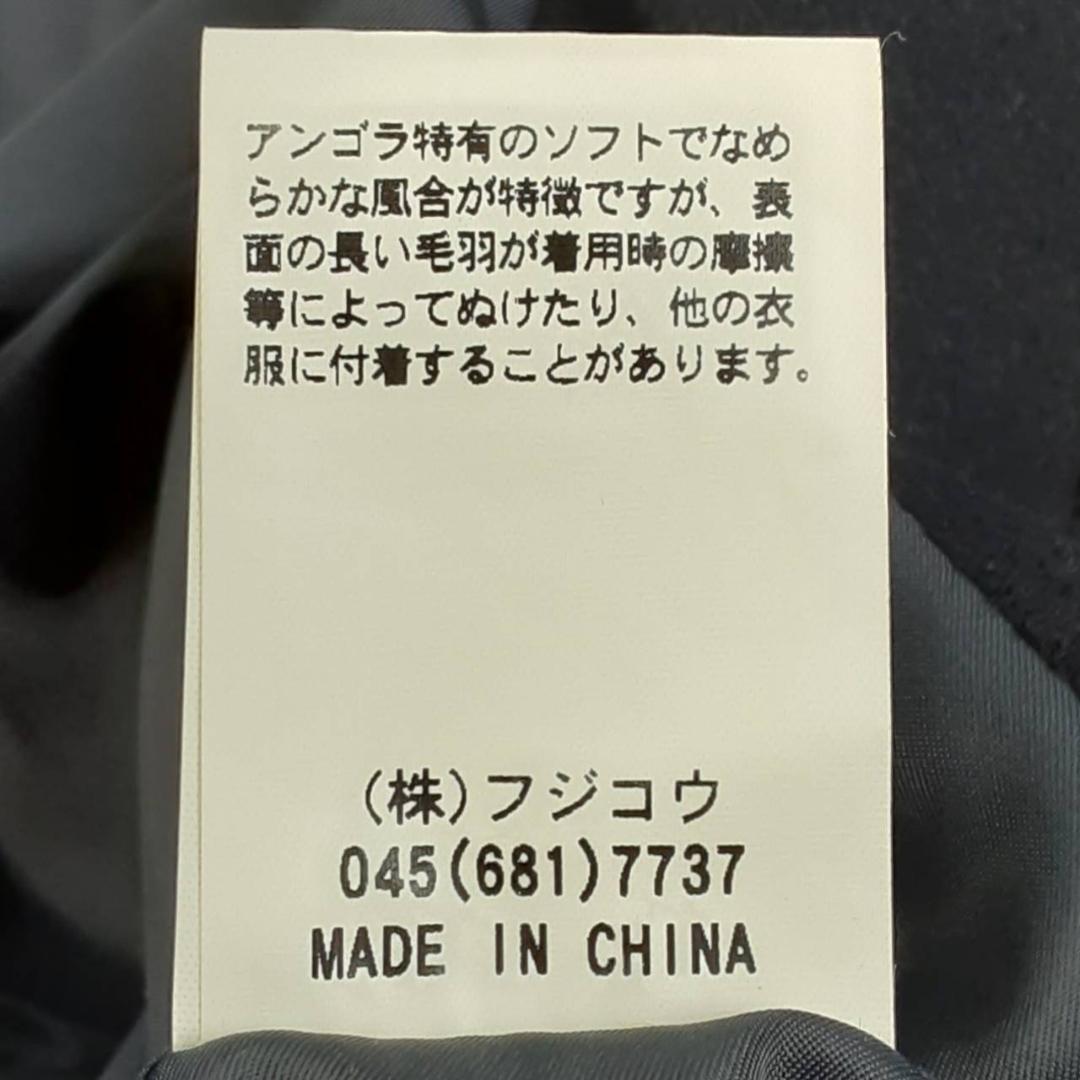 アンゴラ特有のソフトでなめ
らかな風合が特徴ですが、表
面の長い毛羽が着用時の摩擦
等によってぬけたり、他の衣
服に付着することがあります。
(株)フジコウ
045(681)7737
MADE IN CHINA